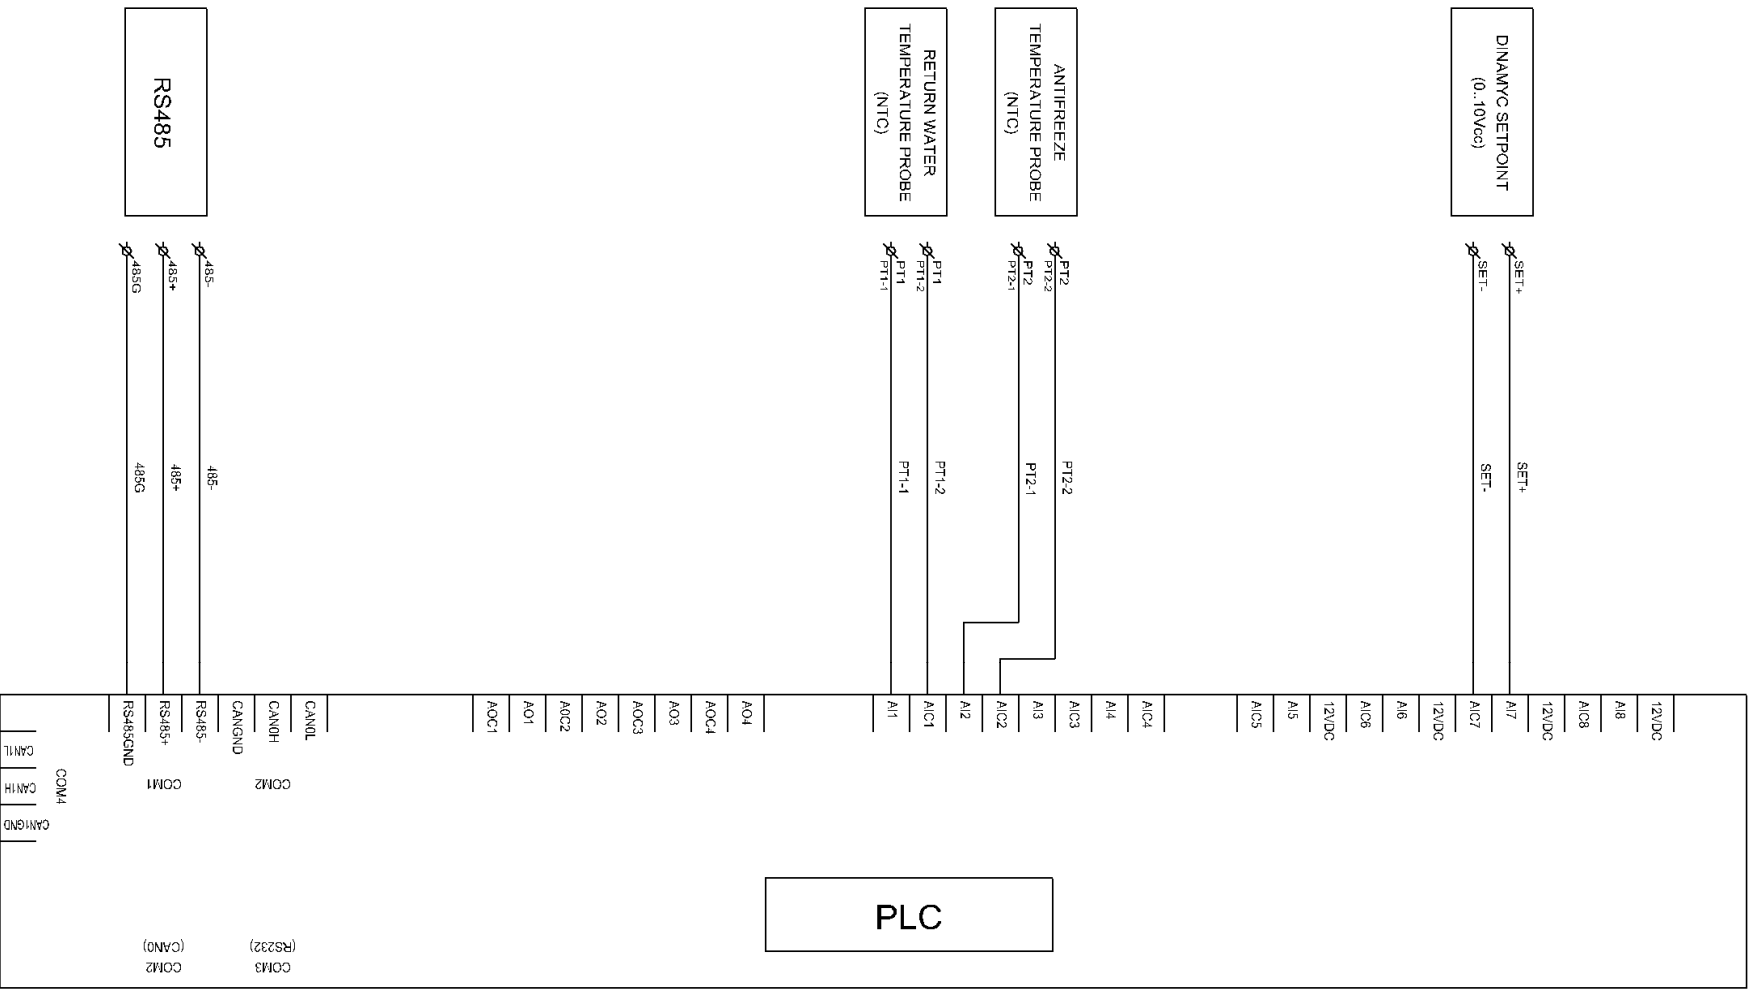 RS485
RETURN WATER
TEMPERATURE PROBE
(NTC)
ANTIFREEZE
TEMPERATURE PROBE
(NTC)
DINAMYC SETPOINT
(0..10Vcc)
485G
485+
485-
PT1
PT1-1
PT1
PT1-2
PT2
PT2-1
PT2
PT2-2
SET-
SET+
485G
485+
485-
PT1-1
PT1-2
PT2-1
PT2-2
SET-
SET+
RS485GND
RS485+
RS485-
CANGND
CAN0H
CAN0L
AOC1
AO1
A0C2
AO2
AOC3
AO3
AOC4
AO4
AI1
AIC1
AI2
AIC2
AI3
AIC3
AI4
AIC4
AIC5
AI5
12VDC
AIC6
AI6
12VDC
AIC7
AI7
12VDC
AIC8
AI8
12VDC
CAN1L
CAN1H
CAN1GND
COM4
COM1
COM2
PLC
COM2
(CAN0)
COM3
(RS232)